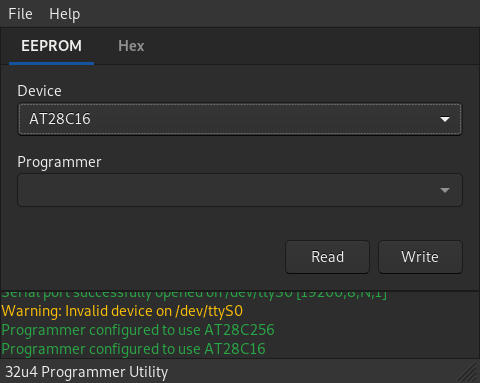 File Help
EEPROM Hex
Device
AT28C16
Programmer
Read Write
Serial port successfully opened on /dev/ttyS0 [19200,8,N,1]
Warning: Invalid device on /dev/ttyS0
Programmer configured to use AT28C256
Programmer configured to use AT28C16
32u4 Programmer Utility